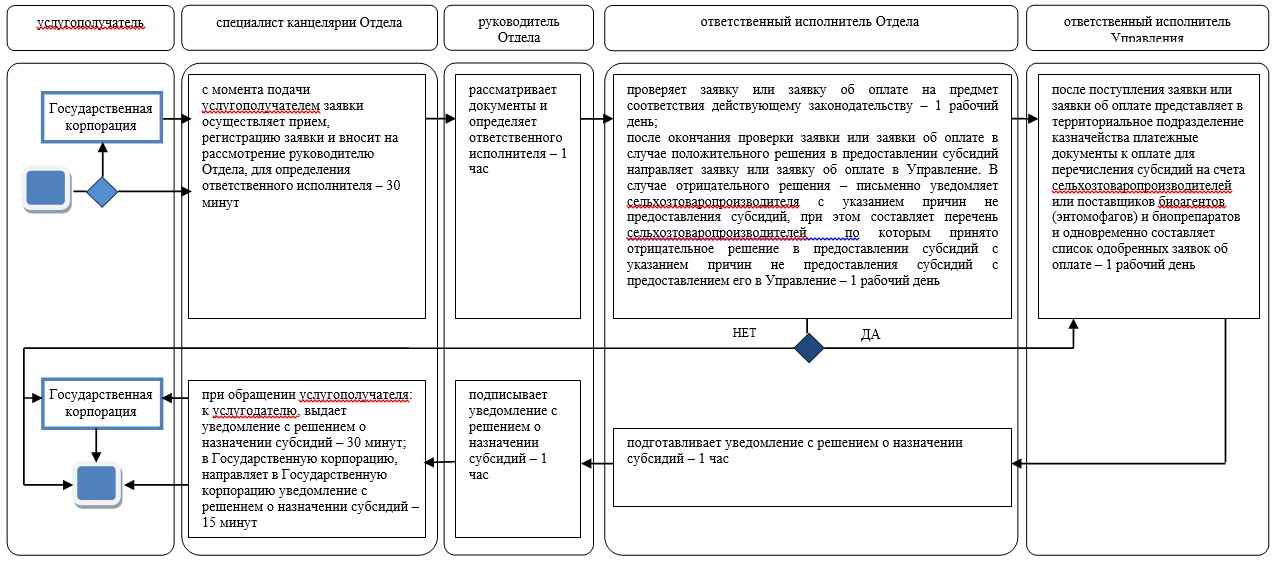 услугополучатель
специалист канцелярии Отдела
руководитель
Отдела
ответственный исполнитель Отдела
ответственный исполнитель
Управления
Государственная
корпорация
с момента подачи
услугополучателем заявки
осуществляет прием,
регистрацию заявки и вносит на
рассмотрение руководителю
Отдела, для определения
ответственного исполнителя – 30
минут
рассматривает
документы и
определяет
ответственного
исполнителя – 1
час
проверяет заявку или заявку об оплате на предмет
соответствия действующему законодательству – 1 рабочий
день;
после окончания проверки заявки или заявки об оплате в
случае положительного решения в предоставлении субсидий
направляет заявку или заявку об оплате в Управление. В
случае отрицательного решения – письменно уведомляет
сельхозтоваропроизводителя с указанием причин не
предоставления субсидий, при этом составляет перечень
сельхозтоваропроизводителей по которым принято
отрицательное решение в предоставлении субсидий с
указанием причин не предоставления субсидий с
предоставлением его в Управление – 1 рабочий день
после поступления заявки или
заявки об оплате представляет в
территориальное подразделение
казначейства платежные
документы к оплате для
перечисления субсидий на счета
сельхозтоваропроизводителей
или поставщиков биоагентов
(энтомофагов) и биопрепаратов
и одновременно составляет
список одобренных заявок об
оплате – 1 рабочий день
НЕТ
ДА
Государственная
корпорация
при обращении услугополучателя:
к услугодателю, выдает
уведомление с решением о
назначении субсидий – 30 минут;
в Государственную корпорацию,
направляет в Государственную
корпорацию уведомление с
решением о назначении субсидий –
15 минут
подписывает
уведомление с
решением о
назначении
субсидий – 1
час
подготавливает уведомление с решением о назначении
субсидий – 1 час